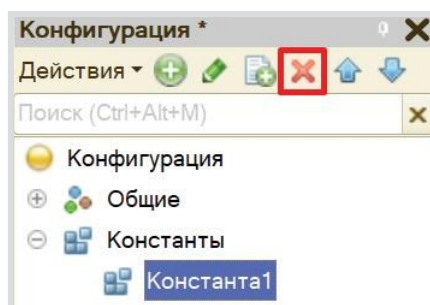 Конфигурация *
Действия
Поиск (Ctrl+Alt+M)
Конфигурация
Общие
Константы
Константа1